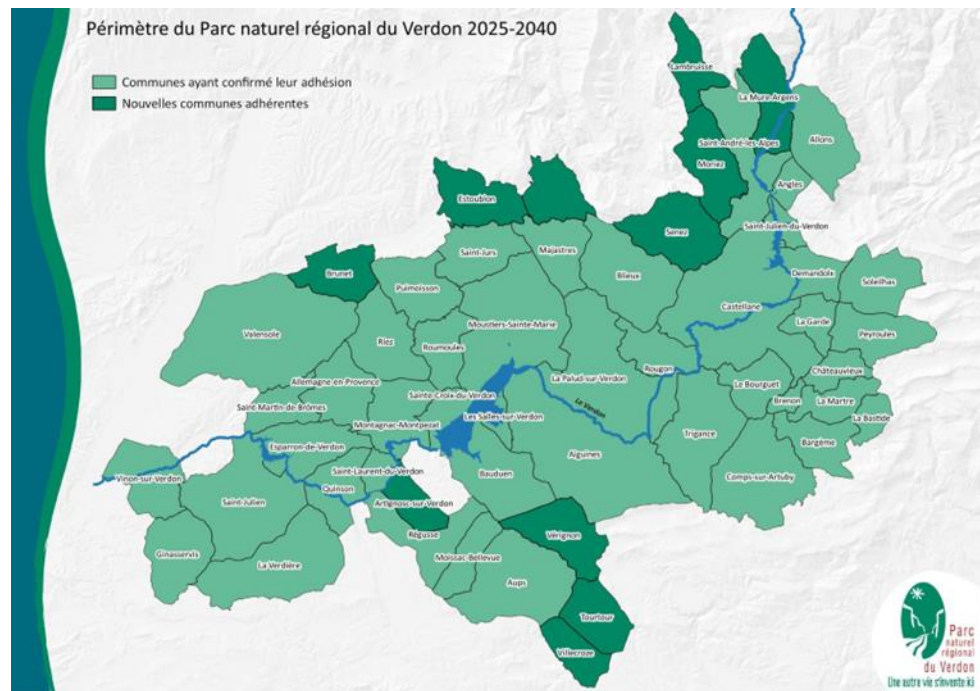 Périmètre du Parc naturel régional du Verdon 2025-2040
Communes ayant confirmé leur adhésion
Nouvelles communes adhérentes
Lambruisse
La Mure-Argens
Saint-André-les-Alpes
Allons
Moriez
Angles
Estoublon
Senez
Saint-Julien-du-Verdon
Saint-Jurs
Majastres
Brunet
Blieux
Demandolx
Soleilhas
Puimoisson
Castellane
Valensole
Moustiers-Sainte-Marie
La Garde
Peyroules
Riez
Roumoules
Rougon
Châteauvieux
Allemagne-en-Provence
La Palud-sur-Verdon
Le Bourguet
Sainte-Croix-du-Verdon
Brenon
La Martre
Saint-Martin-de-Brômes
Le Verdon
Les Salles-sur-Verdon
La Bastide
Montagnac-Montpezat
Trigance
Bargème
Esparron-de-Verdon
Aiguines
Saint-Laurent-du-Verdon
Bauduen
Comps-sur-Artuby
Vinon-sur-Verdon
Quinson
Saint-Julien
Artignosc-sur-Verdon
Régusse
Vérignon
Ginasservis
Moissac-Bellevue
La Verdière
Aups
Tourtour
Villecroze
Parc
naturel
régional
du Verdon
Une autre vie s'invente ici